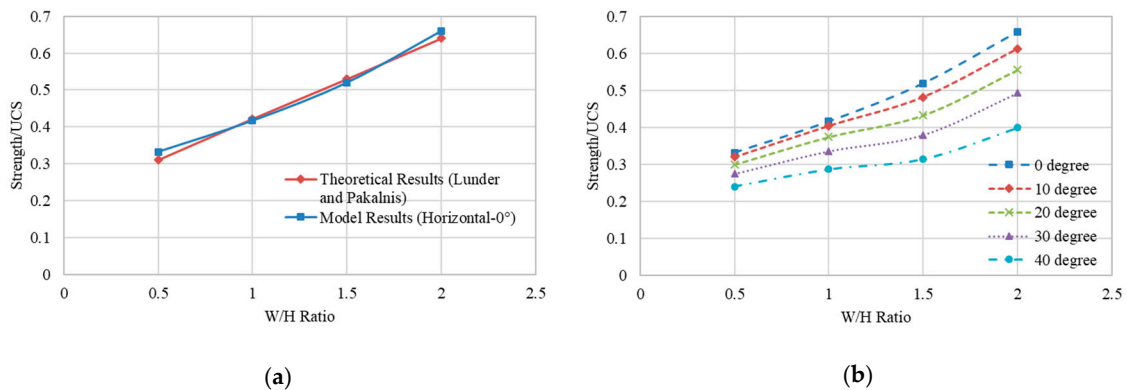 0.7
0.6
0.5
0.4
0.3
0.2
0.1
0
Strength/UCS
Theoretical Results (Lunder
and Pakalnis)
Model Results (Horizontal-0°)
0 0.5 1 1.5 2 2.5
W/H Ratio
(a)
0.7
0.6
0.5
0.4
0.3
0.2
0.1
0
Strength/UCS
0 degree
10 degree
20 degree
30 degree
40 degree
0 0.5 1 1.5 2 2.5
W/H Ratio
(b)